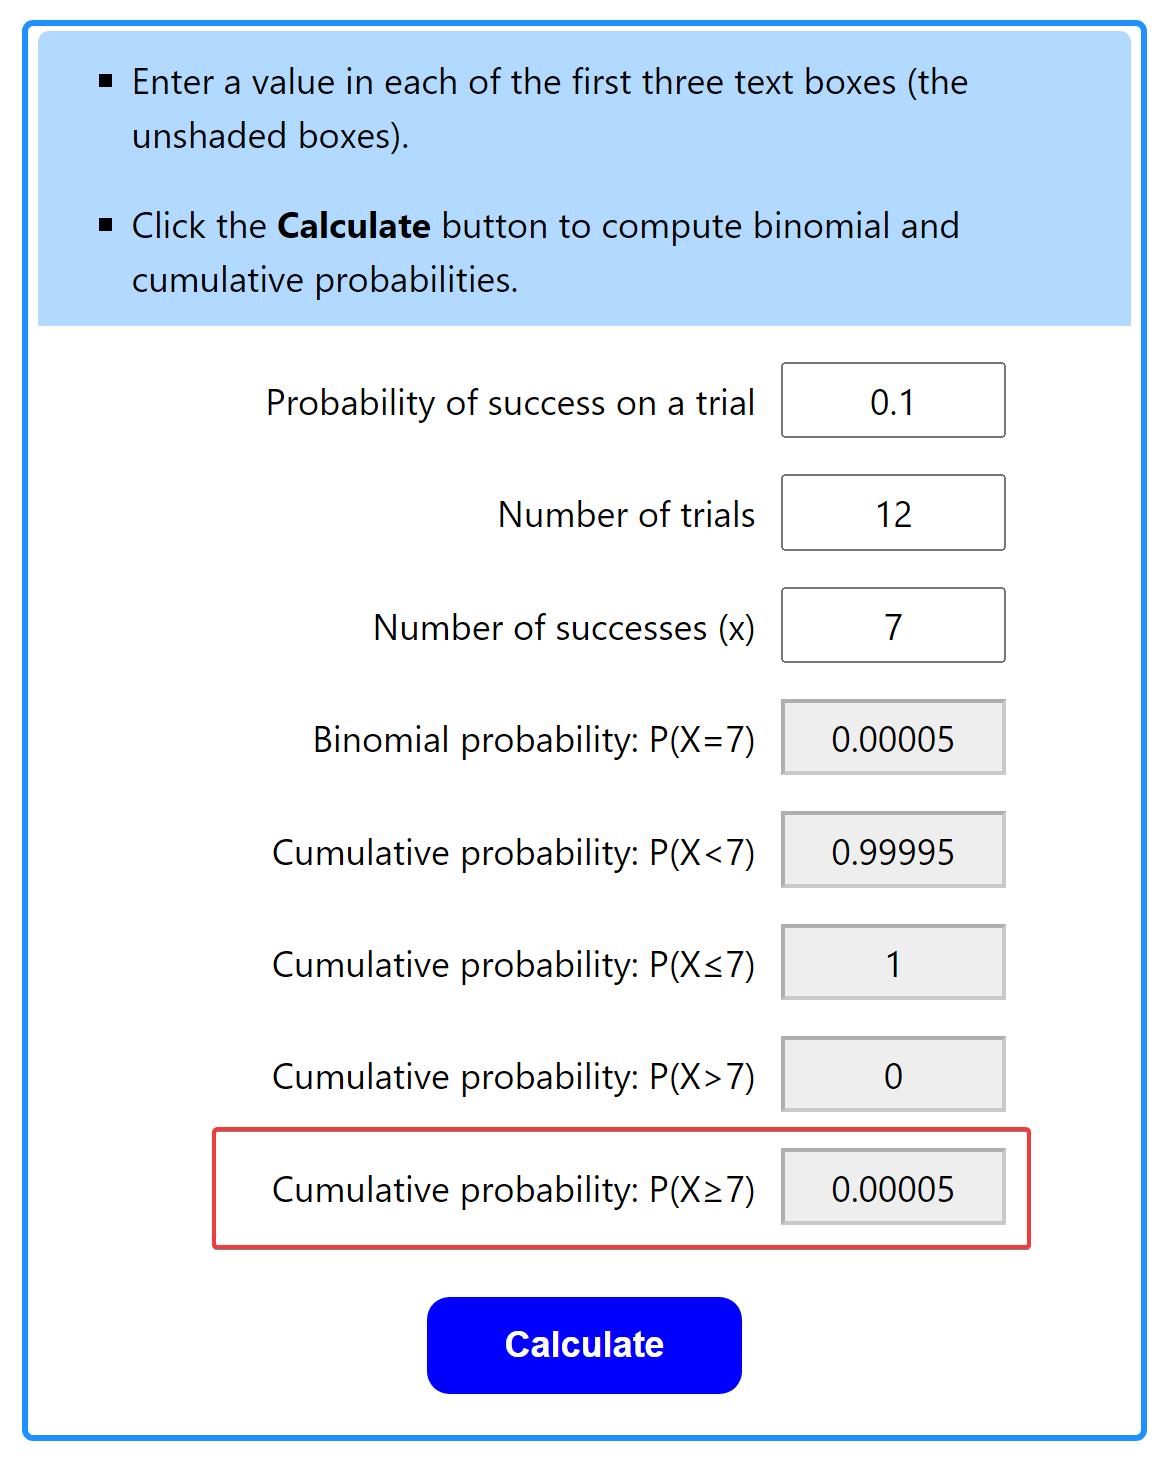 Enter a value in each of the first three text boxes (the
unshaded boxes).
Click the Calculate button to compute binomial and
cumulative probabilities.
Probability of success on a trial 0.1
Number of trials 12
Number of successes (x) 7
Binomial probability: P(X=7) 0.00005
Cumulative probability: P(X<7) 0.99995
Cumulative probability: P(X≤7) 1
Cumulative probability: P(X>7) 0
Cumulative probability: P(X≥7) 0.00005
Calculate